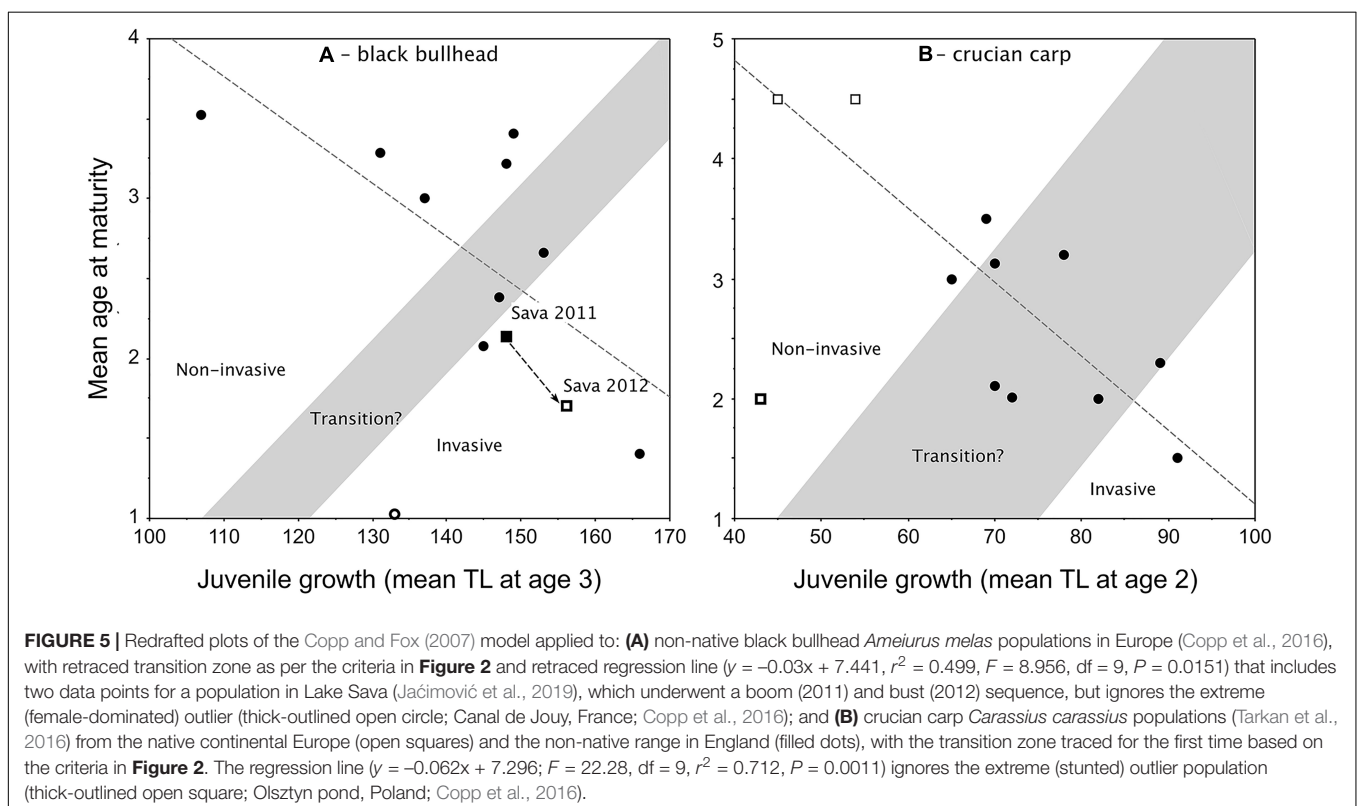 A – black bullhead
B – crucian carp
4
3
2
1
5
4
3
2
1
Mean age at maturity
Sava 2011
Sava 2012
Non-invasive
Transition?
Invasive
Non-invasive
Transition?
Invasive
100 110 120 130 140 150 160 170
40 50 60 70 80 90 100
Juvenile growth (mean TL at age 3)
Juvenile growth (mean TL at age 2)
FIGURE 5 | Redrafted plots of the Copp and Fox (2007) model applied to: (A) non-native black bullhead Ameiurus melas populations in Europe (Copp et al., 2016),
with retraced transition zone as per the criteria in Figure 2 and retraced regression line (y = –0.03x + 7.441, r² = 0.499, F = 8.956, df = 9, P = 0.0151) that includes
two data points for a population in Lake Sava (Jaćimović et al., 2019), which underwent a boom (2011) and bust (2012) sequence, but ignores the extreme
(female-dominated) outlier (thick-outlined open circle; Canal de Jouy, France; Copp et al., 2016); and (B) crucian carp Carassius carassius populations (Tarkan et al.,
2016) from the native continental Europe (open squares) and the non-native range in England (filled dots), with the transition zone traced for the first time based on
the criteria in Figure 2. The regression line (y = –0.062x + 7.296; F = 22.28, df = 9, r² = 0.712, P = 0.0011) ignores the extreme (stunted) outlier population
(thick-outlined open square; Olsztyn pond, Poland; Copp et al., 2016).